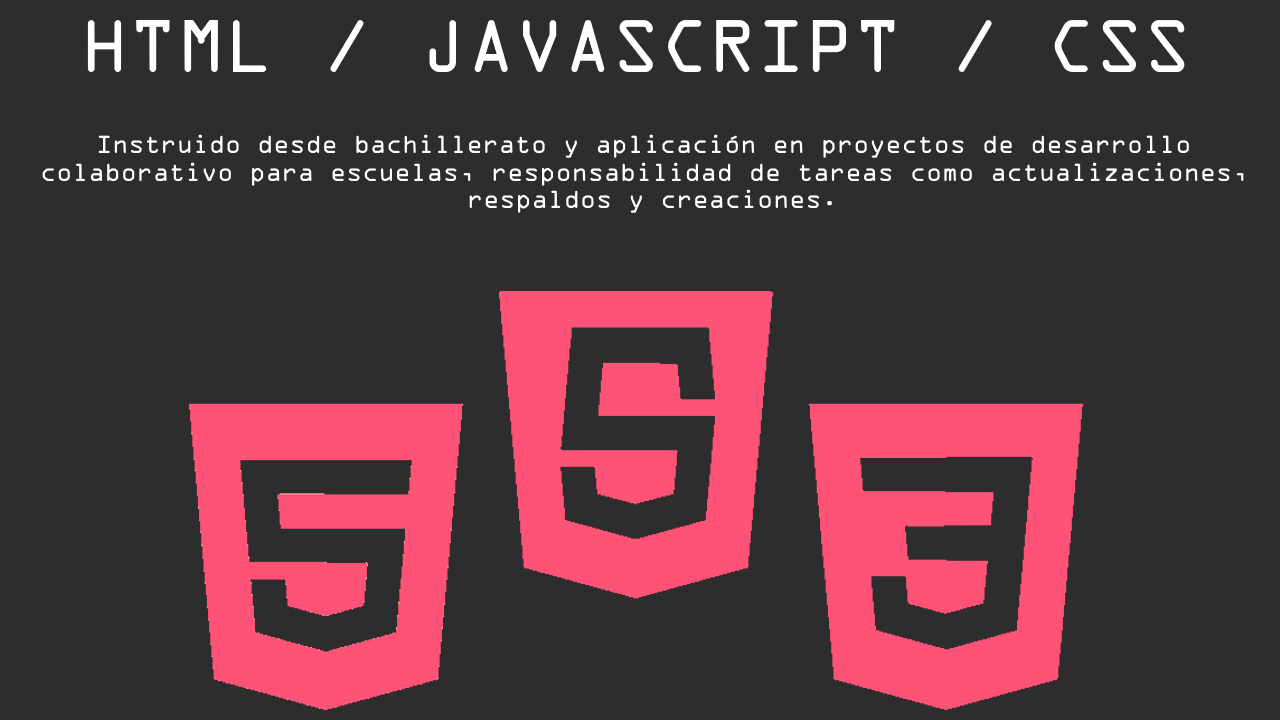 HTML / JAVASCRIPT / CSS
Instruido desde bachillerato y aplicación en proyectos de desarrollo
colaborativo para escuelas, responsabilidad de tareas como actualizaciones,
respaldos y creaciones.
5
S
3